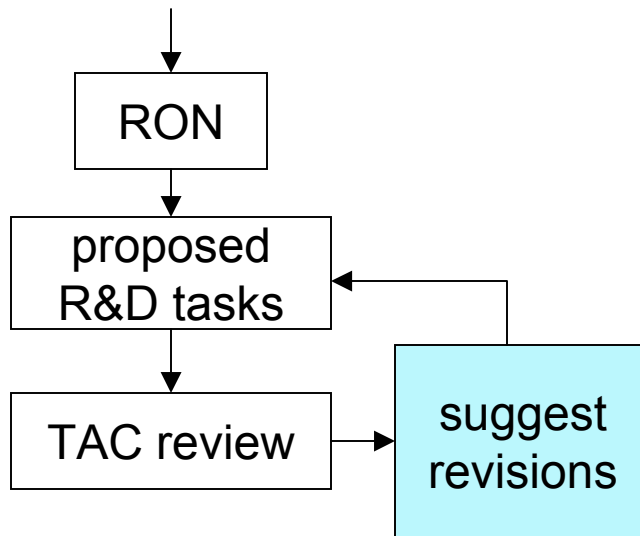 RON
proposed
R&D tasks
TAC review
suggest
revisions